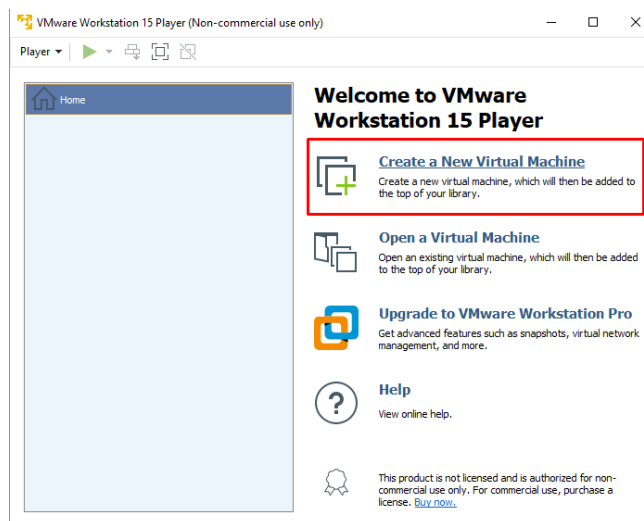 VMware Workstation 15 Player (Non-commercial use only)
Player
Home
Welcome to VMware
Workstation 15 Player
Create a New Virtual Machine
Create a new virtual machine, which will then be added to
the top of your library.
Open a Virtual Machine
Open an existing virtual machine, which will then be added
to the top of your library.
Upgrade to VMware Workstation Pro
Get advanced features such as snapshots, virtual network
management, and more.
Help
View online help.
This product is not licensed and is authorized for non-
commercial use only. For commercial use, purchase a
license. Buy now.